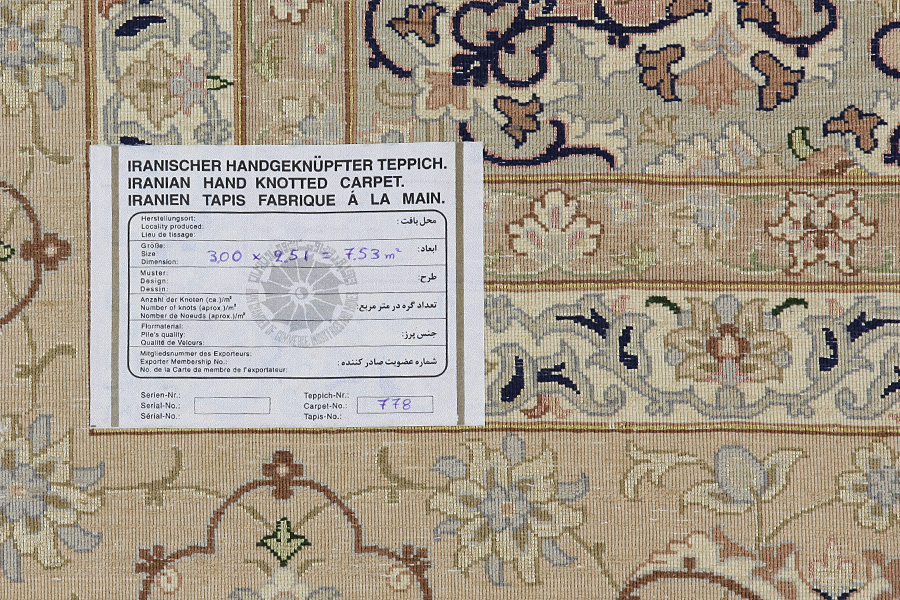 IRANISCHER HANDGEKNÜPFTER TEPPICH.
IRANIAN HAND KNOTTED CARPET.
IRANIEN TAPIS FABRIQUE Á LA MAIN.
Herstellungsort: محل بافت:
Locality produced:
Lieu de tissage:
Größe: ابعاد:
Size 3,00 x 2,51 = 7,53 m²
Dimension:
Muster: طرح:
Design:
Dessin:
Anzahl der Knoten (ca.)/m² تعداد گره در متر مربع:
Number of knots (aprox.)/m²
Nombre de Noeuds (aprox.)/m²
Flormaterial: جنس پرز:
Pile's quality:
Qualité de Velours:
Mitgliedsnummer des Exporteurs: شماره عضویت صادر کننده:
Exporter Membership No.:
No. de la Carte de membre de l'exportateur:
Serien-Nr.: Teppich-Nr.:
Serial-No.: Carpet-No.: 778
Sérial-No.: Tapis-No.: